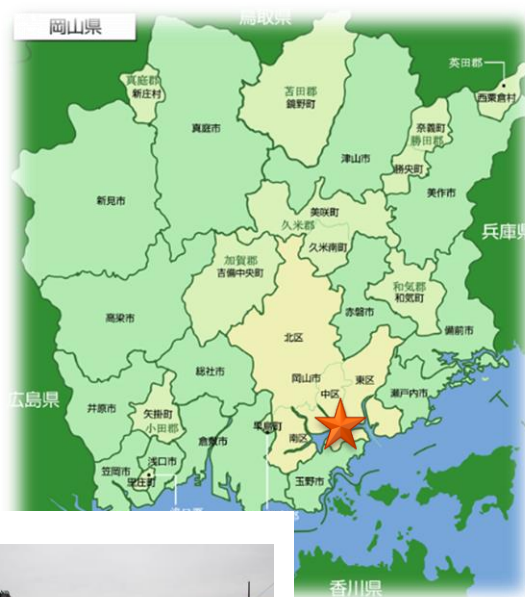 鳥取県
岡山県
英田郡
真庭郡
新庄村
苫田郡
鏡野町
西粟倉村
奈義町
勝田郡
真庭市
津山市
勝央町
美作市
新見市
美咲町
久米郡
久米南町
兵庫県
加賀郡
吉備中央町
和気郡
和気町
赤磐市
高梁市
北区
備前市
総社市
岡山市
東区
中区
瀬戸内市
広島県
井原市
矢掛町
小田郡
早島町
倉敷市
南区
浅口市
笠岡市
里庄町
玉野市
香川県